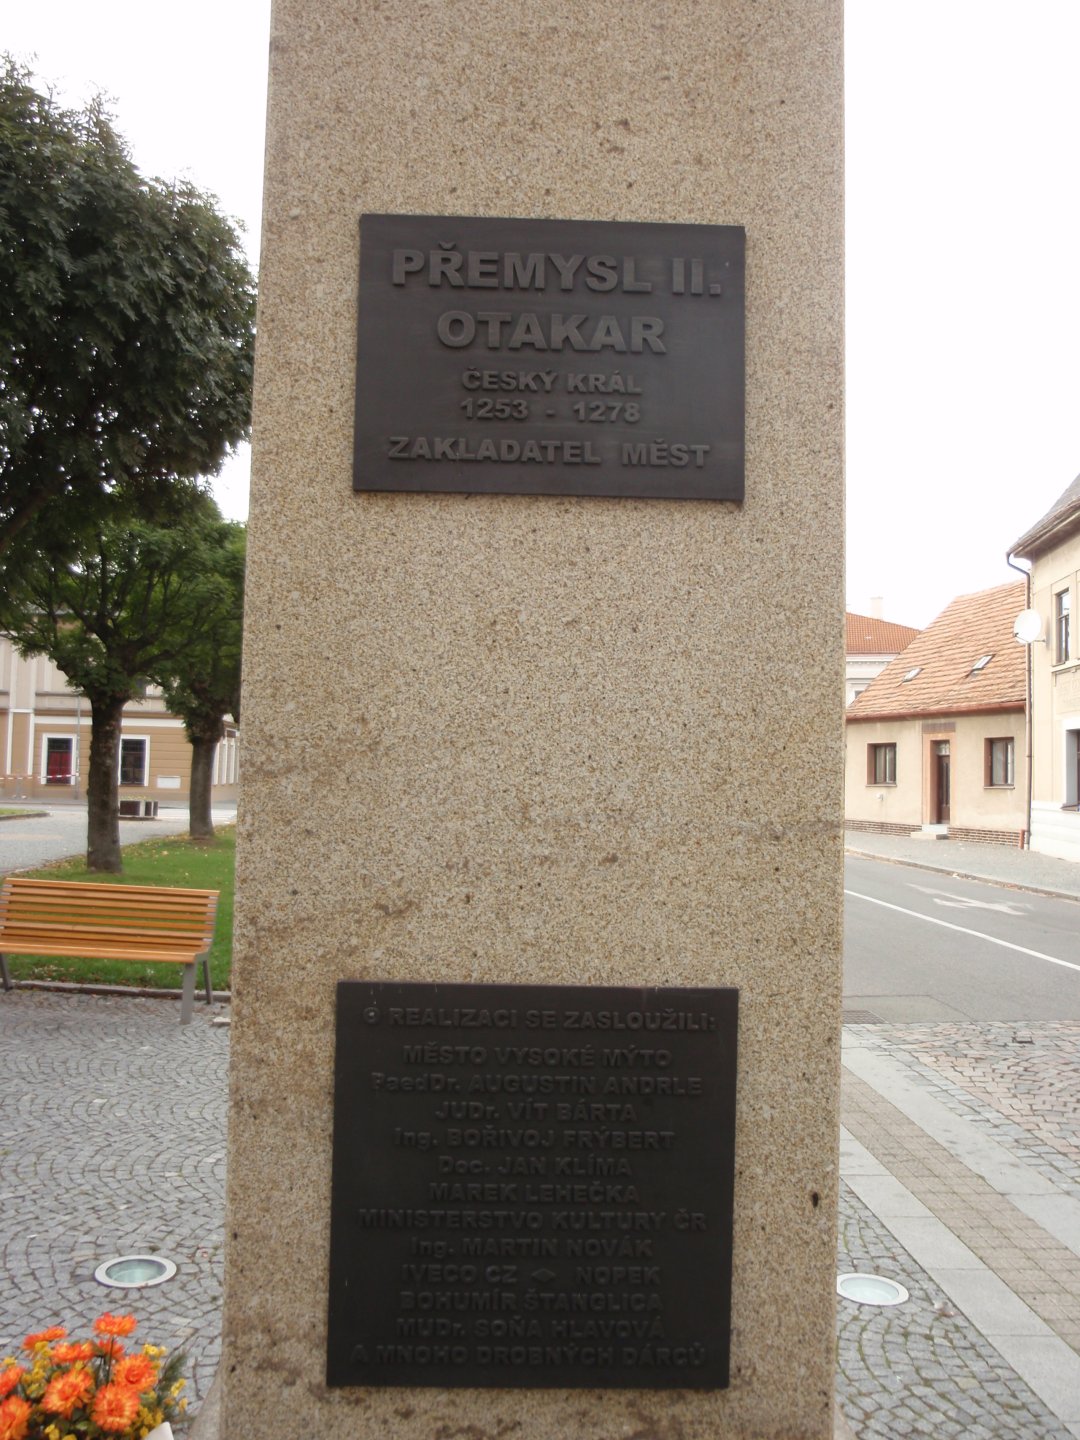 PŘEMYSL II.
OTAKAR
ČESKÝ KRÁL
1253 - 1278
ZAKLADATEL MĚST
O REALIZACI SE ZASLOUŽILI:
MĚSTO VYSOKÉ MÝTO
PaedDr. AUGUSTIN ANDRLE
JUDr. VÍT BÁRTA
Ing. BOŘIVOJ FRÝBERT
Doc. JAN KLÍMA
MAREK LEHEČKA
MINISTERSTVO KULTURY ČR
Ing. MARTIN NOVÁK
IVECO CZ NOPEK
BOHUMÍR ŠTANGLICA
MUDr. SOŇA HLAVOVÁ
A MNOHO DROBNÝCH DÁRCŮ